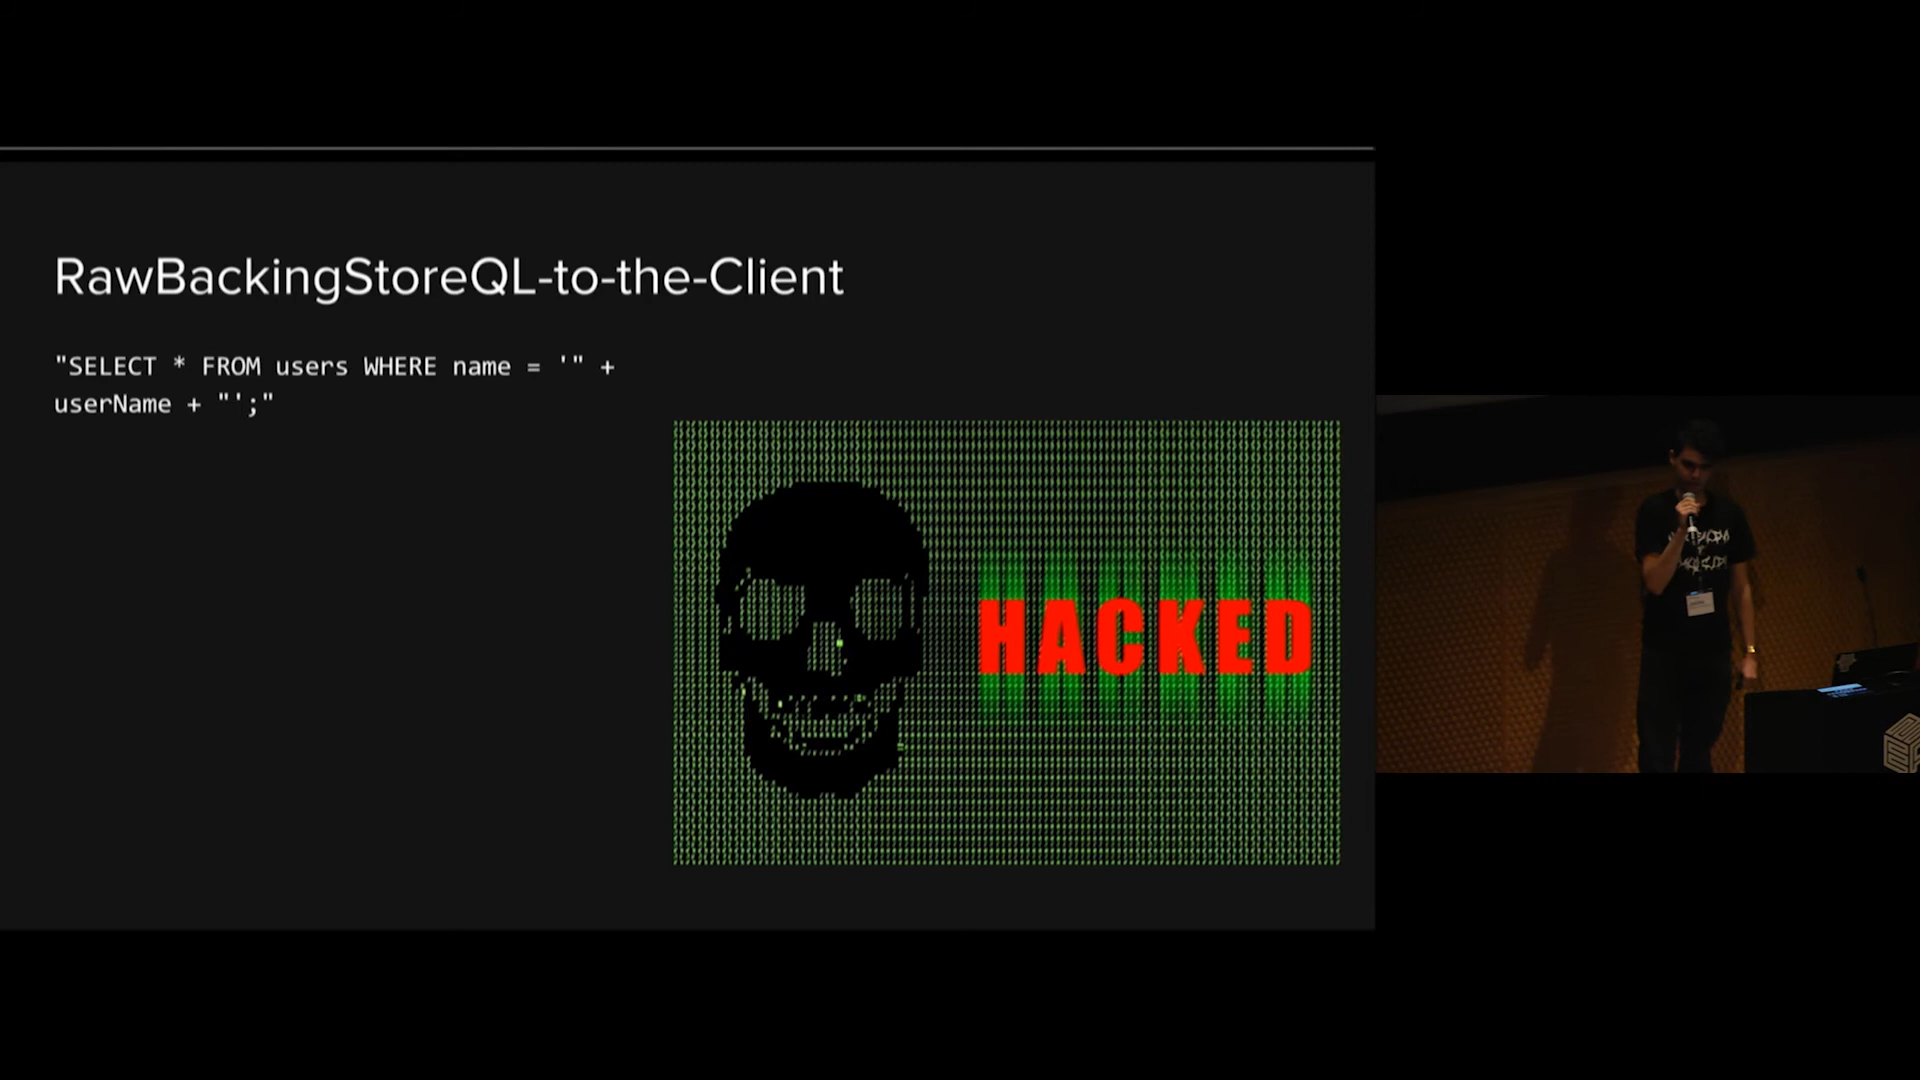 RawBackingStoreQL-to-the-Client
"SELECT * FROM users WHERE name = '" +
userName + "';"
HACKED